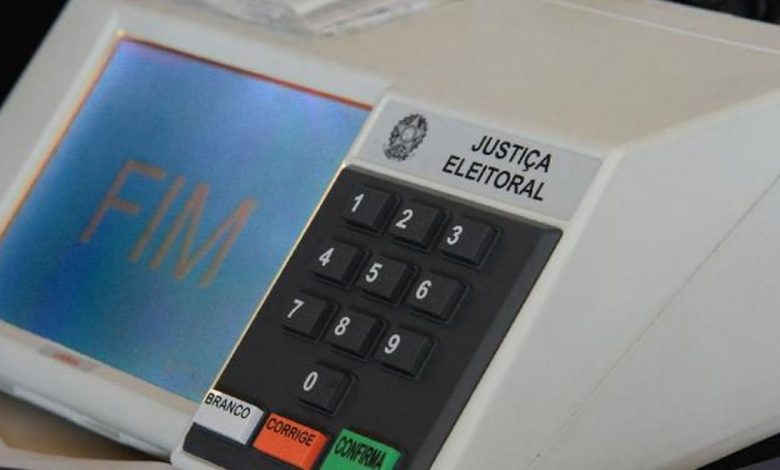 FIM
JUSTIÇA
ELEITORAL
1 2 3
4 5 6
7 8 9
0
BRANCO CORRIGE CONFIRMA